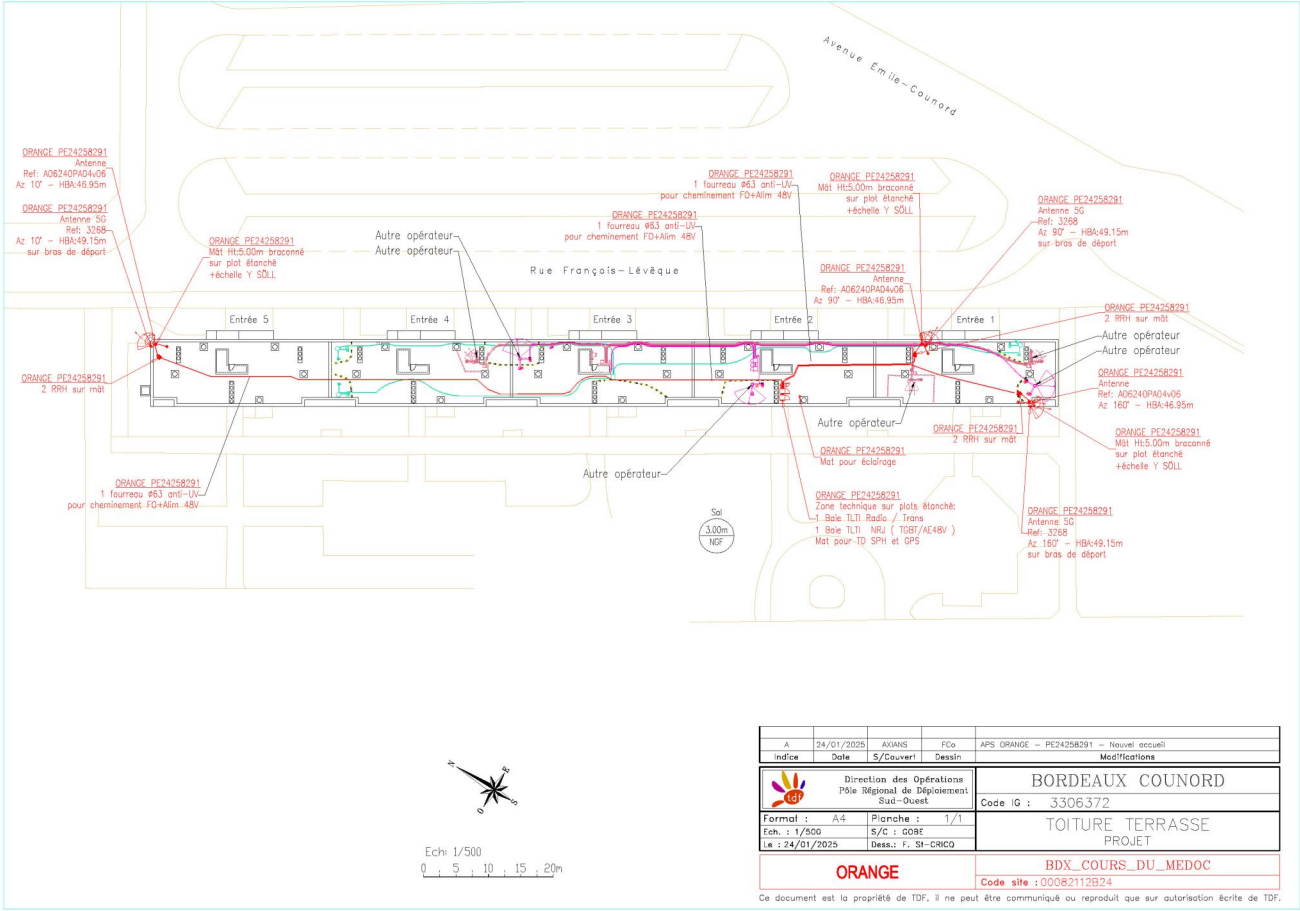 Avenue Emile-Counord
ORANGE PE24258291
Antenne
Ref: A06240PA04v06
Az 10° - HBA:46.95m
ORANGE PE24258291
Antenne 5G
Ref: 3268
Az 10° - HBA:49.15m
sur bras de déport
ORANGE PE24258291
Mât Ht:5.00m braconné
sur plot étanché
+échelle Y SÖLL
Autre opérateur
Autre opérateur
ORANGE PE24258291
1 fourreau ø63 anti-UV
pour cheminement FO+Alim 48V
ORANGE PE24258291
1 fourreau ø63 anti-UV
pour cheminement FO+Alim 48V
Rue François-Lévêque
ORANGE PE24258291
Mât Ht:5.00m braconné
sur plot étanché
+échelle Y SÖLL
ORANGE PE24258291
Antenne 5G
Ref: 3268
Az 90° - HBA:49.15m
sur bras de déport
ORANGE PE24258291
Antenne
Ref: A06240PA04v06
Az 90° - HBA:46.95m
ORANGE PE24258291
2 RRH sur mât
Autre opérateur
Autre opérateur
Entrée 5
Entrée 4
Entrée 3
Entrée 2
Entrée 1
ORANGE PE24258291
2 RRH sur mât
ORANGE PE24258291
Antenne
Ref: A06240PA04v06
Az 160° - HBA:46.95m
Autre opérateur
ORANGE PE24258291
2 RRH sur mât
ORANGE PE24258291
Mât Ht:5.00m braconné
sur plot étanché
+échelle Y SÖLL
ORANGE PE24258291
Mat pour éclairage
Autre opérateur
ORANGE PE24258291
1 fourreau ø63 anti-UV
pour cheminement FO+Alim 48V
ORANGE PE24258291
Zone technique sur plots étanché:
1 Baie TLTI Radio / Trans
1 Baie TLTI NRJ ( TGBT/AE48V )
Mat pour TD SPH et GPS
ORANGE PE24258291
Antenne 5G
Ref: 3268
Az 160° - HBA:49.15m
sur bras de déport
Sol
3.00m
NGF
N
E
O
S
Ech: 1/500
0 5 10 15 20m
A 24/01/2025 AXIANS FCo APS ORANGE - PE24258291 - Nouvel accueil
Indice Date S/Couvert Dessin Modifications
tdf
Direction des Opérations
Pôle Régional de Déploiement
Sud-Ouest
BORDEAUX COUNORD
Code IG : 3306372
Format : A4 Planche : 1/1
Ech. : 1/500 S/C : GOBE
Le : 24/01/2025 Dess.: F. St-CRICQ
TOITURE TERRASSE
PROJET
ORANGE
BDX_COURS_DU_MEDOC
Code site :00082112B24
Ce document est la propriété de TDF, il ne peut être communiqué ou reproduit que sur autorisation écrite de TDF.